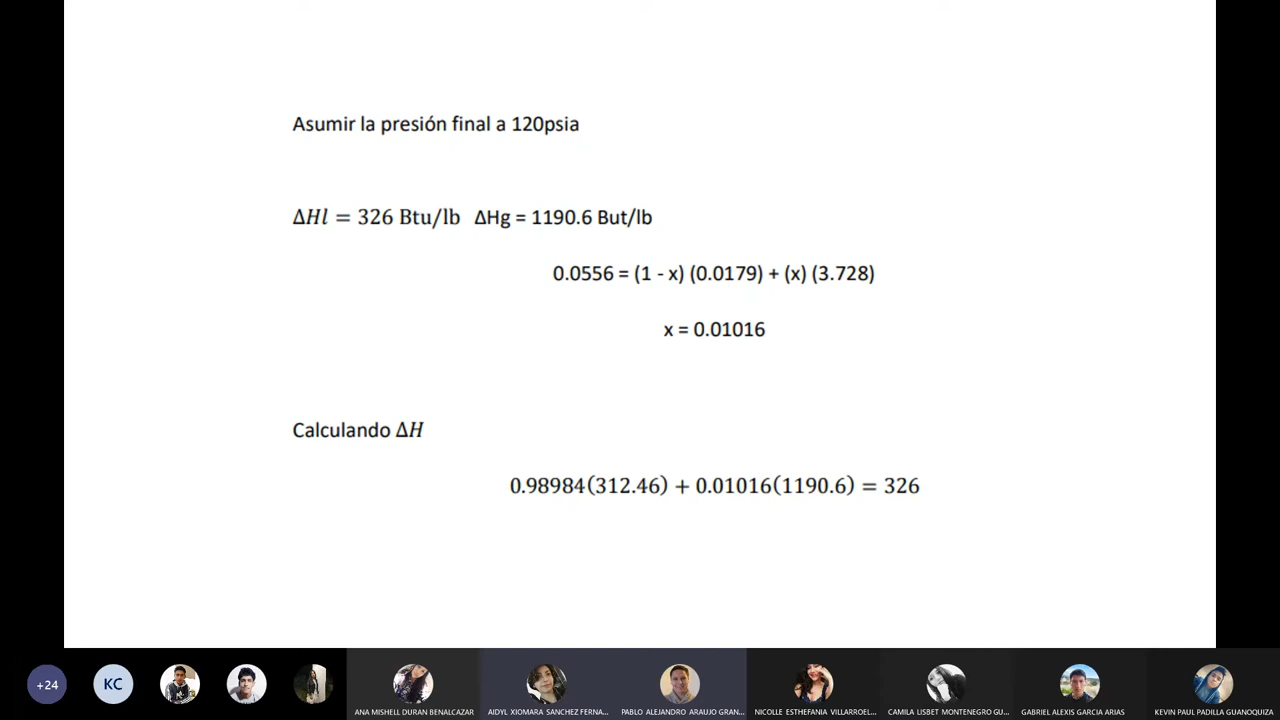 Asumir la presión final a 120psia
ΔHl = 326 Btu/lb ΔHg = 1190.6 But/lb
0.0556 = (1 - x) (0.0179) + (x) (3.728)
x = 0.01016
Calculando ΔH
0.98984(312.46) + 0.01016(1190.6) = 326
+24
KC
ANA MISHELL DURAN BENALCAZAR
AIDYL XIOMARA SANCHEZ FERNA...
PABLO ALEJANDRO ARAUJO GRAN...
NICOLLE ESTHEFANIA VILLARROEL...
CAMILA LISBET MONTENEGRO GU...
GABRIEL ALEXIS GARCIA ARIAS
KEVIN PAUL PADILLA GUANOQUIZA